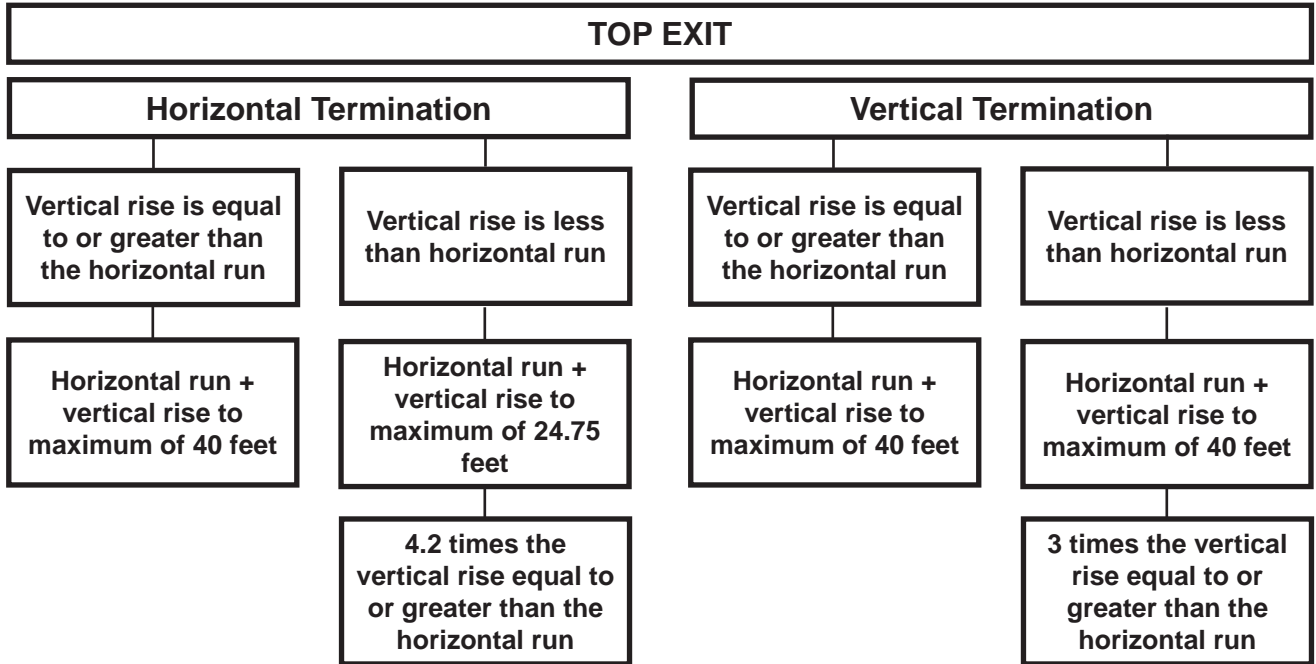 TOP EXIT
Horizontal Termination
Vertical rise is equal
to or greater than
the horizontal run
Horizontal run +
vertical rise to
maximum of 40 feet
Vertical rise is less
than horizontal run
Horizontal run +
vertical rise to
maximum of 24.75
feet
4.2 times the
vertical rise equal to
or greater than the
horizontal run
Vertical Termination
Vertical rise is equal
to or greater than
the horizontal run
Horizontal run +
vertical rise to
maximum of 40 feet
Vertical rise is less
than horizontal run
Horizontal run +
vertical rise to
maximum of 40 feet
3 times the vertical
rise equal to or
greater than the
horizontal run